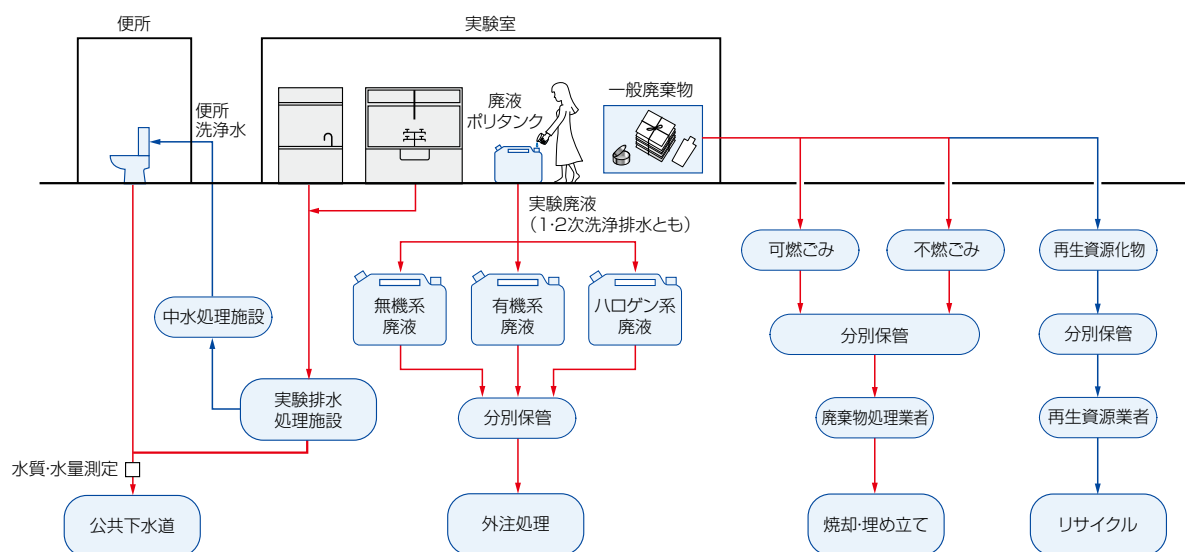 便所
実験室
便所
洗浄水
廃液
ポリタンク
一般廃棄物
実験廃液
(1･2次洗浄排水とも)
可燃ごみ
不燃ごみ
再生資源化物
無機系
廃液
有機系
廃液
ハロゲン系
廃液
中水処理施設
分別保管
分別保管
実験排水
処理施設
分別保管
廃棄物処理業者
再生資源業者
水質･水量測定
公共下水道
外注処理
焼却･埋め立て
リサイクル